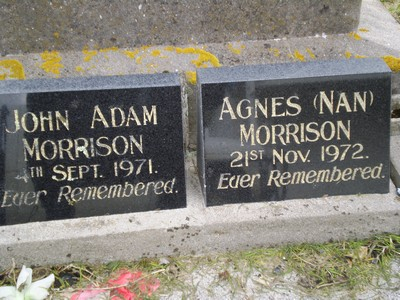 JOHN ADAM
MORRISON
4TH SEPT. 1971.
Ever Remembered.
AGNES (NAN)
MORRISON
21ST NOV. 1972.
Ever Remembered.